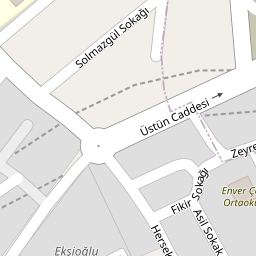 Solmazgül Sokağı
Üstün Caddesi →
Zeyre
Fikir Sokağı
Enver Ç
Ortaoku
Asil Sokak
Hersek
Ekşioğlu